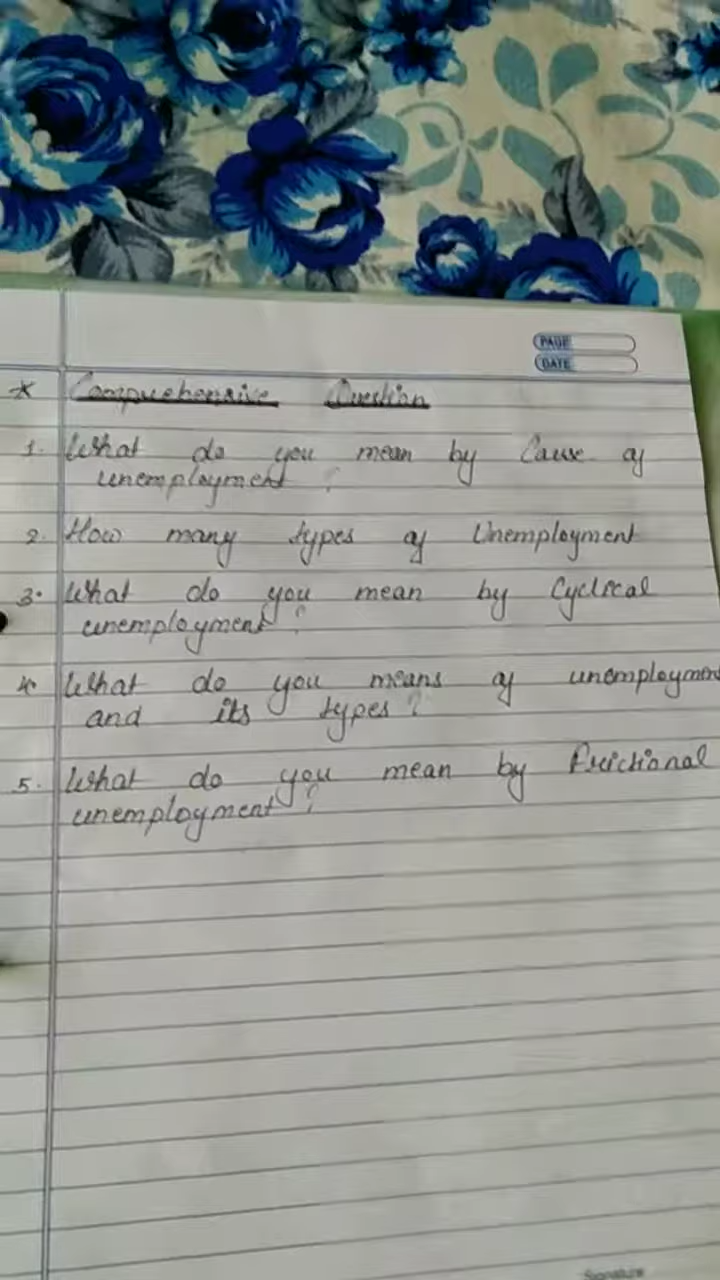 PAGE
DATE
* Comprehensive Question
1. What do you mean by Cause of
unemployment ?
2. How many types of Unemployment
3. What do you mean by Cyclical
unemployment ?
4. What do you means of unemployment
and its types ?
5. What do you mean by Frictional
unemployment ?
Signature